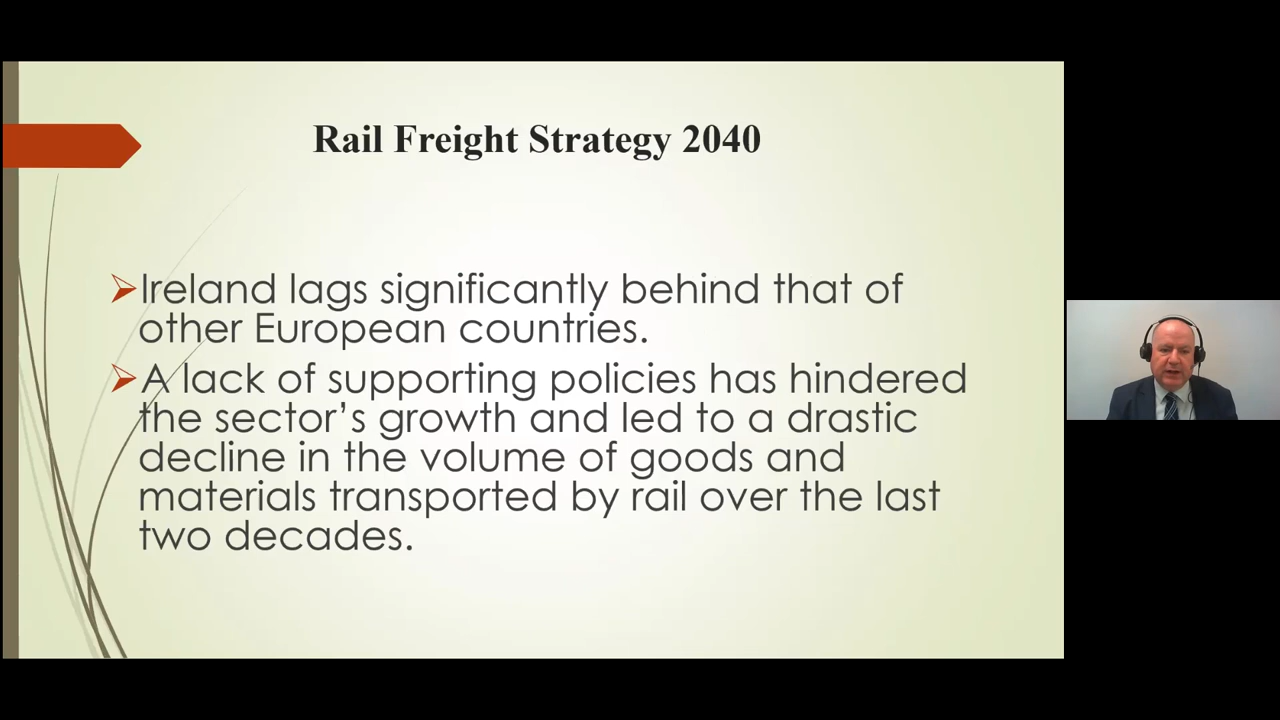 Rail Freight Strategy 2040
Ireland lags significantly behind that of
other European countries.
A lack of supporting policies has hindered
the sector’s growth and led to a drastic
decline in the volume of goods and
materials transported by rail over the last
two decades.